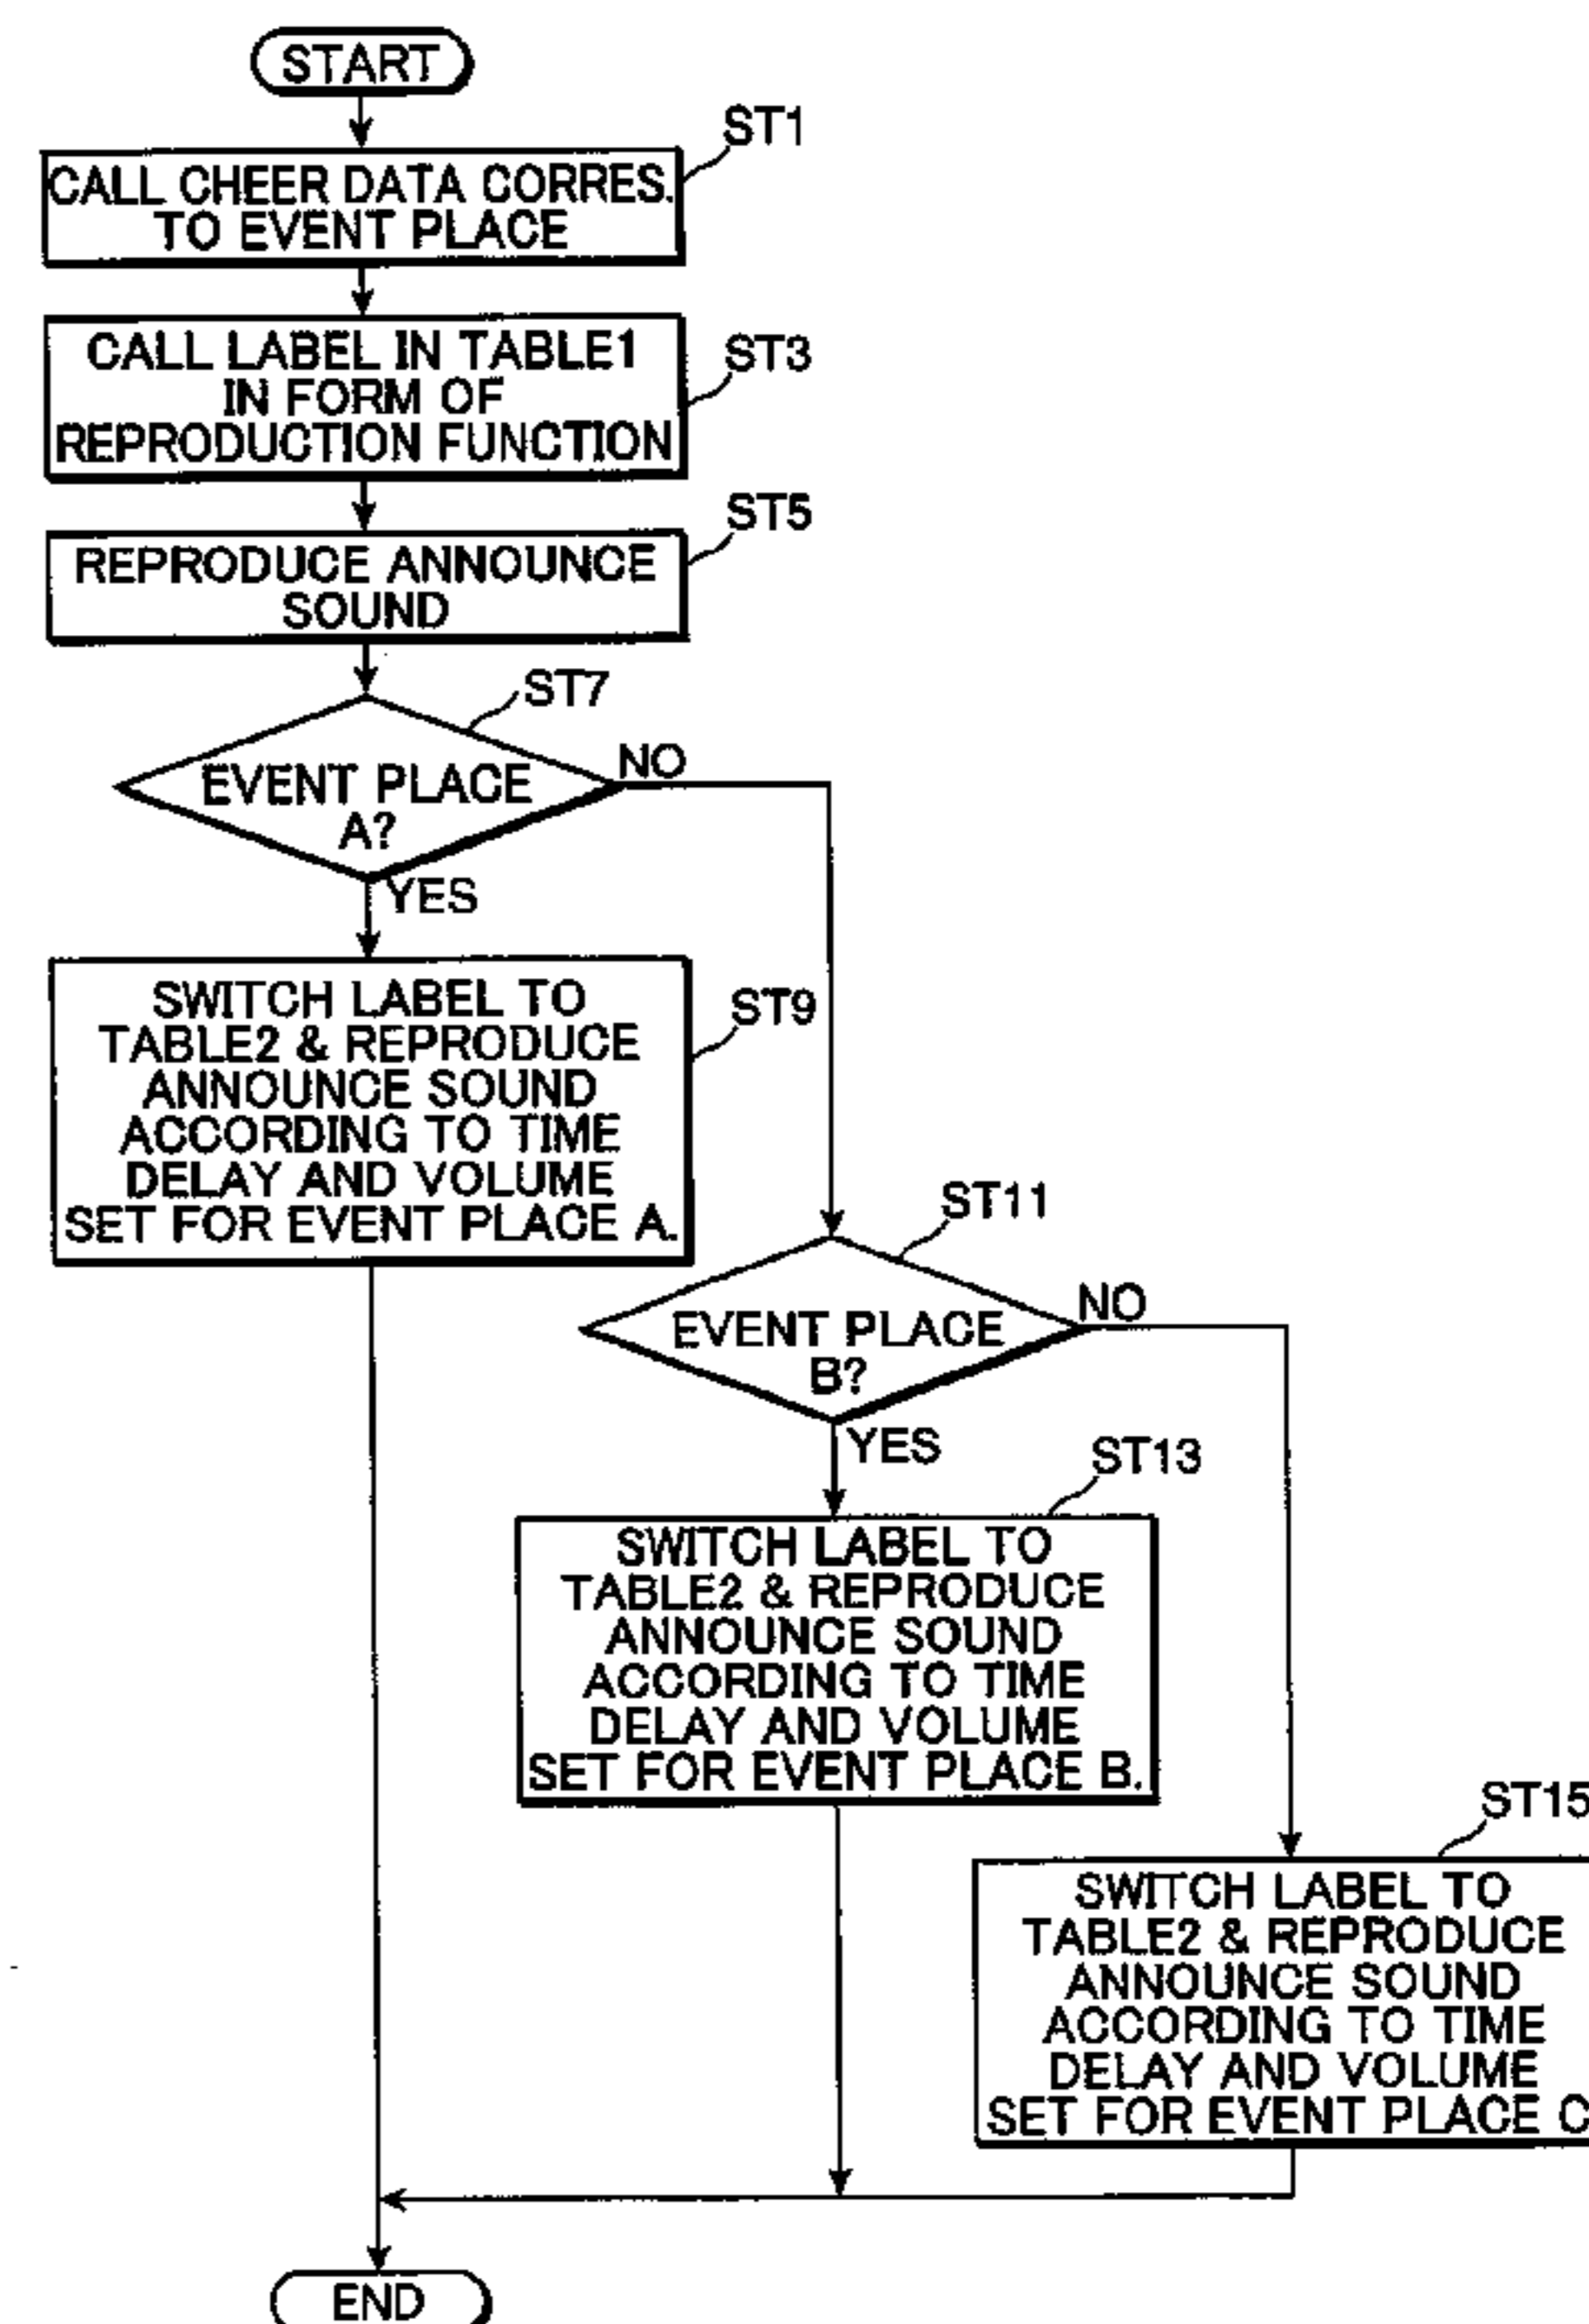 START
ST1
CALL CHEER DATA CORRES.
TO EVENT PLACE
CALL LABEL IN TABLE1
IN FORM OF
REPRODUCTION FUNCTION
ST3
ST5
REPRODUCE ANNOUNCE
SOUND
ST7
EVENT PLACE
A?
NO
YES
SWITCH LABEL TO
TABLE2 & REPRODUCE
ANNOUNCE SOUND
ACCORDING TO TIME
DELAY AND VOLUME
SET FOR EVENT PLACE A.
ST9
ST11
EVENT PLACE
B?
NO
YES
ST13
SWITCH LABEL TO
TABLE2 & REPRODUCE
ANNOUNCE SOUND
ACCORDING TO TIME
DELAY AND VOLUME
SET FOR EVENT PLACE B.
ST15
SWITCH LABEL TO
TABLE2 & REPRODUCE
ANNOUNCE SOUND
ACCORDING TO TIME
DELAY AND VOLUME
SET FOR EVENT PLACE C
END